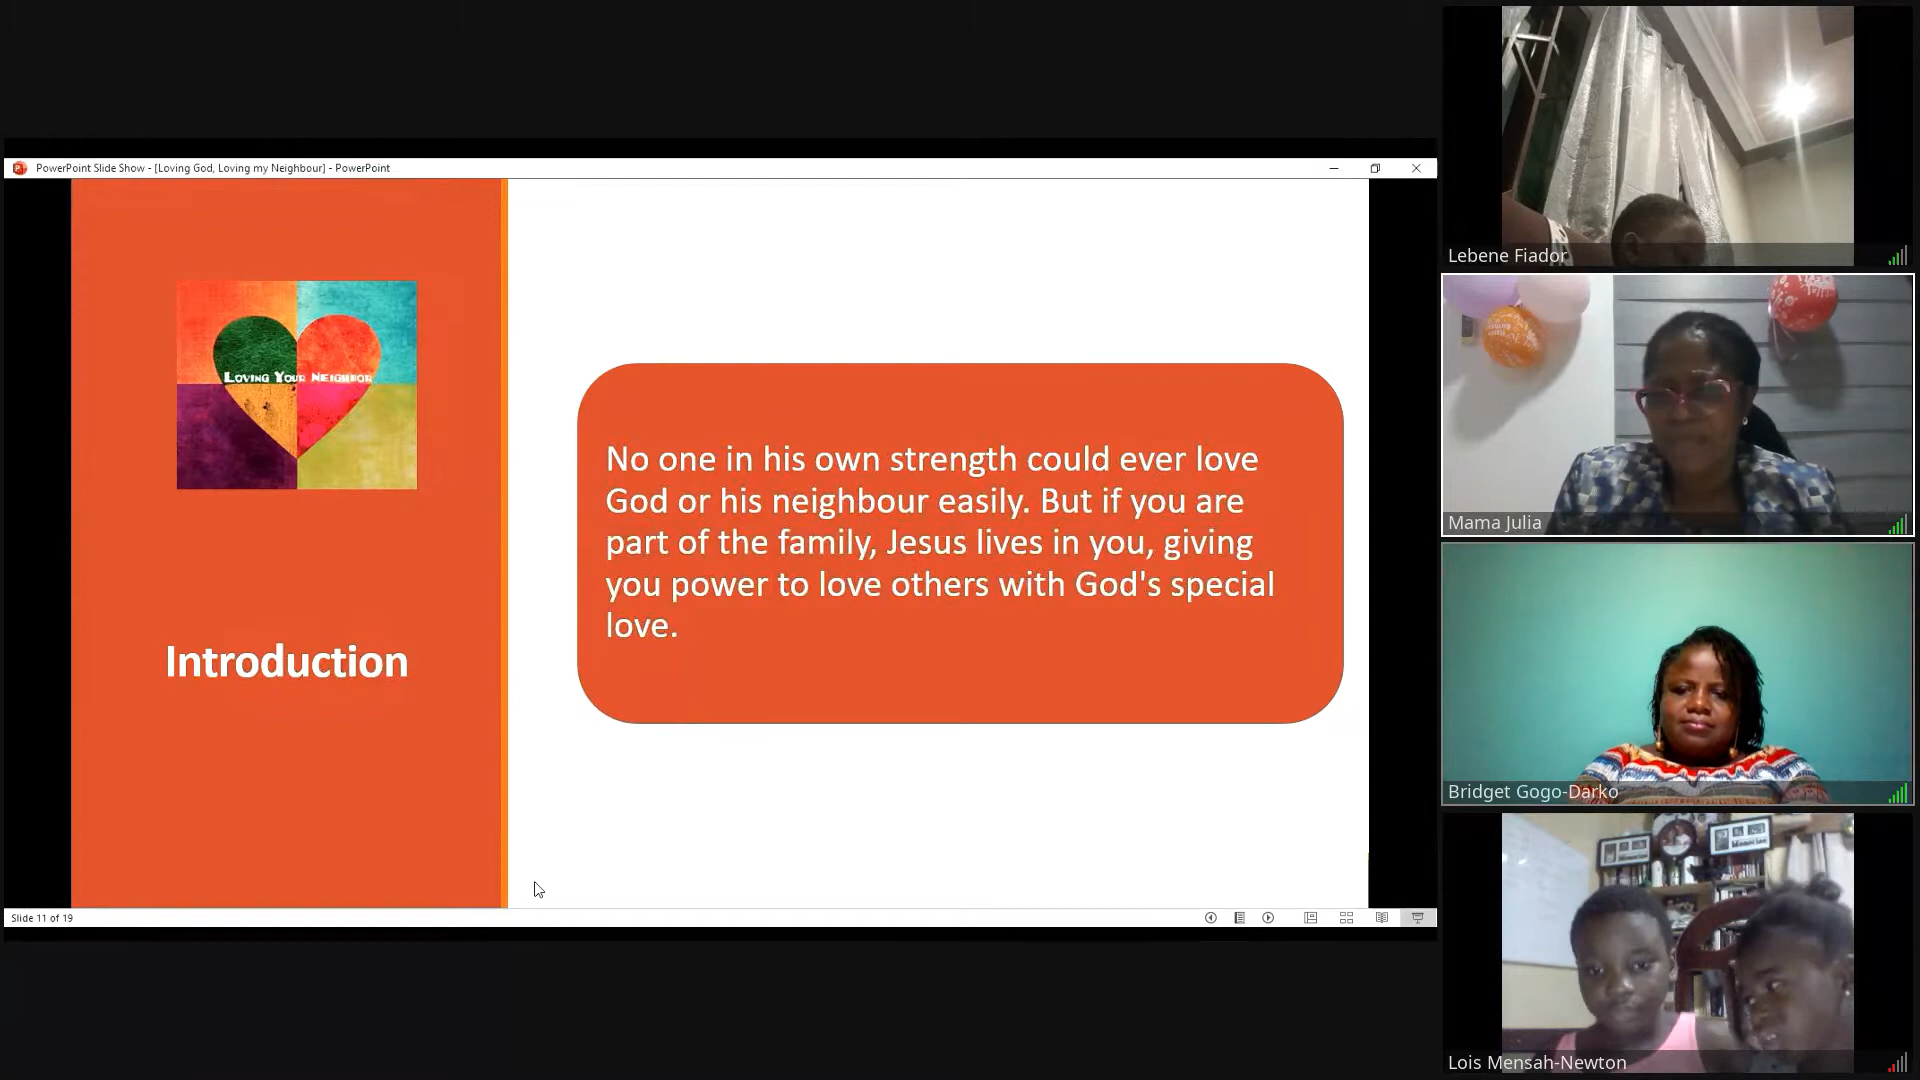 PowerPoint Slide Show - [Loving God, Loving my Neighbour] - PowerPoint
Loving Your Neighbor
Introduction
No one in his own strength could ever love
God or his neighbour easily. But if you are
part of the family, Jesus lives in you, giving
you power to love others with God's special
love.
Slide 11 of 19
Lebene Fiador
Mama Julia
Bridget Gogo-Darko
Lois Mensah-Newton